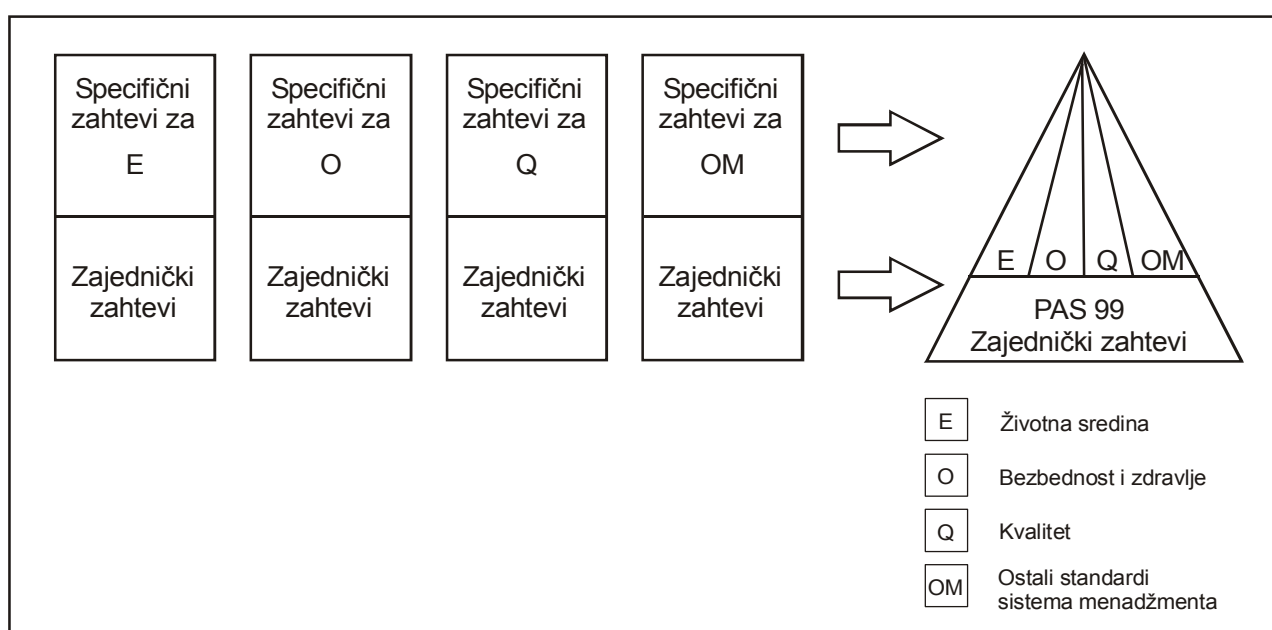 Specifični
zahtevi za
E
Specifični
zahtevi za
O
Specifični
zahtevi za
Q
Specifični
zahtevi za
OM
Zajednički
zahtevi
Zajednički
zahtevi
Zajednički
zahtevi
Zajednički
zahtevi
E O Q OM
PAS 99
Zajednički zahtevi
E Životna sredina
O Bezbednost i zdravlje
Q Kvalitet
OM Ostali standardi
sistema menadžmenta